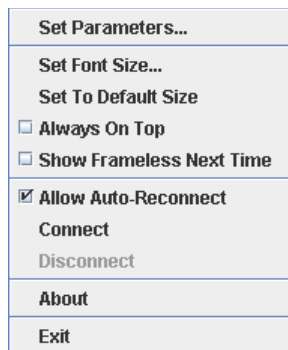 Set Parameters...
Set Font Size...
Set To Default Size
Always On Top
Show Frameless Next Time
Allow Auto-Reconnect
Connect
Disconnect
About
Exit